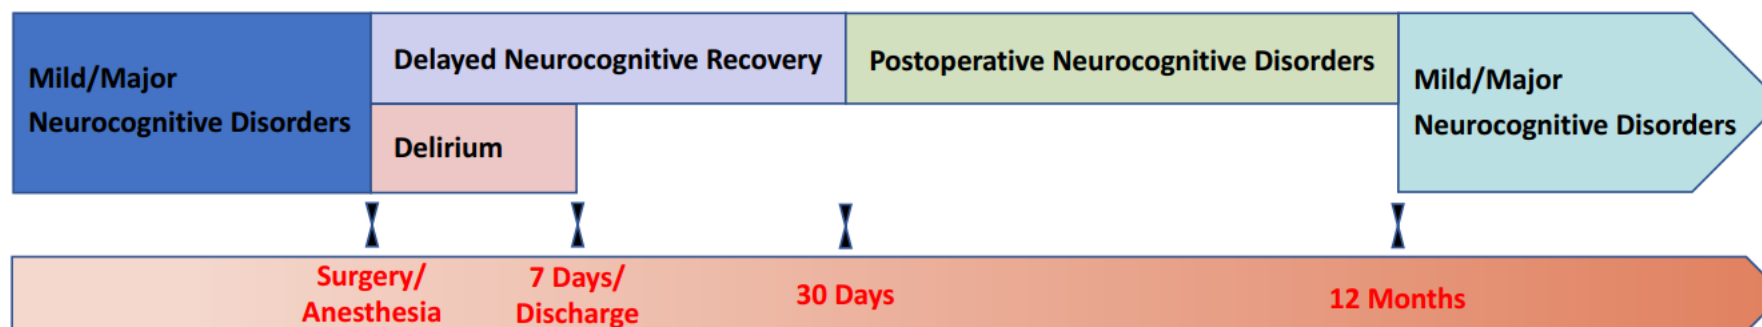 Mild/Major
Neurocognitive Disorders
Delayed Neurocognitive Recovery
Delirium
Postoperative Neurocognitive Disorders
Mild/Major
Neurocognitive Disorders
Surgery/
Anesthesia
7 Days/
Discharge
30 Days
12 Months